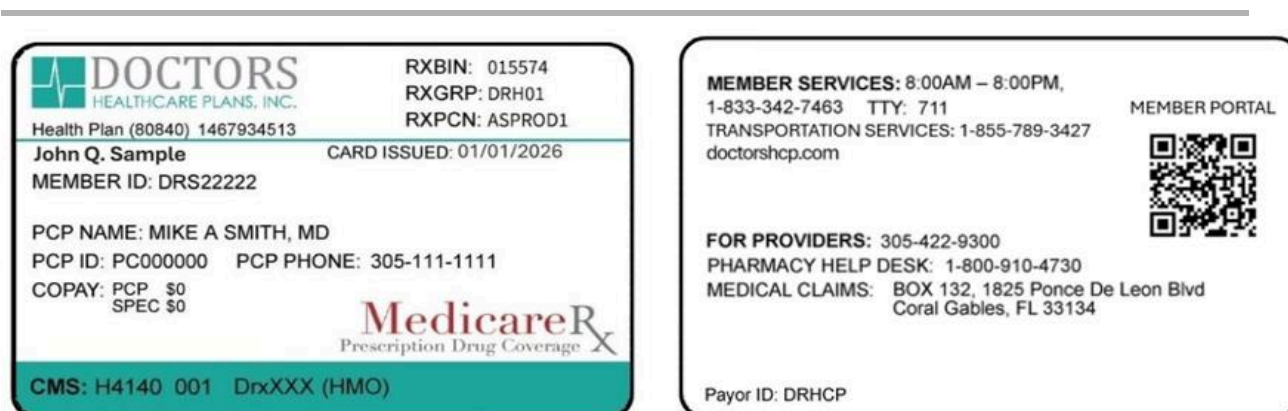 DOCTORS
HEALTHCARE PLANS, INC.
Health Plan (80840) 1467934513
RXBIN: 015574
RXGRP: DRH01
RXPCN: ASPROD1
John Q. Sample
CARD ISSUED: 01/01/2026
MEMBER ID: DRS22222
PCP NAME: MIKE A SMITH, MD
PCP ID: PC000000 PCP PHONE: 305-111-1111
COPAY: PCP $0
SPEC $0
MedicareRx
Prescription Drug Coverage
CMS: H4140 001 DrxXXX (HMO)
MEMBER SERVICES: 8:00AM – 8:00PM,
1-833-342-7463 TTY: 711
TRANSPORTATION SERVICES: 1-855-789-3427
doctorshcp.com
MEMBER PORTAL
FOR PROVIDERS: 305-422-9300
PHARMACY HELP DESK: 1-800-910-4730
MEDICAL CLAIMS: BOX 132, 1825 Ponce De Leon Blvd
Coral Gables, FL 33134
Payor ID: DRHCP